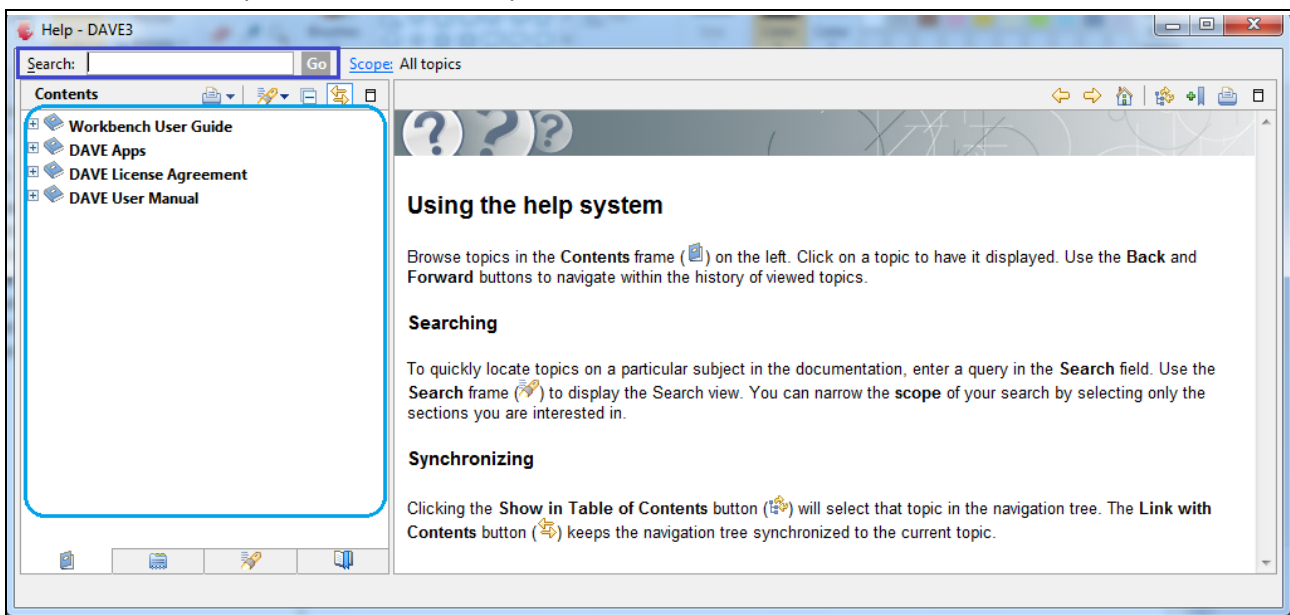 Help - DAVE3
Search: Go Scope: All topics
Contents
Workbench User Guide
DAVE Apps
DAVE License Agreement
DAVE User Manual
???
Using the help system
Browse topics in the Contents frame ( ) on the left. Click on a topic to have it displayed. Use the Back and
Forward buttons to navigate within the history of viewed topics.
Searching
To quickly locate topics on a particular subject in the documentation, enter a query in the Search field. Use the
Search frame ( ) to display the Search view. You can narrow the scope of your search by selecting only the
sections you are interested in.
Synchronizing
Clicking the Show in Table of Contents button ( ) will select that topic in the navigation tree. The Link with
Contents button ( ) keeps the navigation tree synchronized to the current topic.